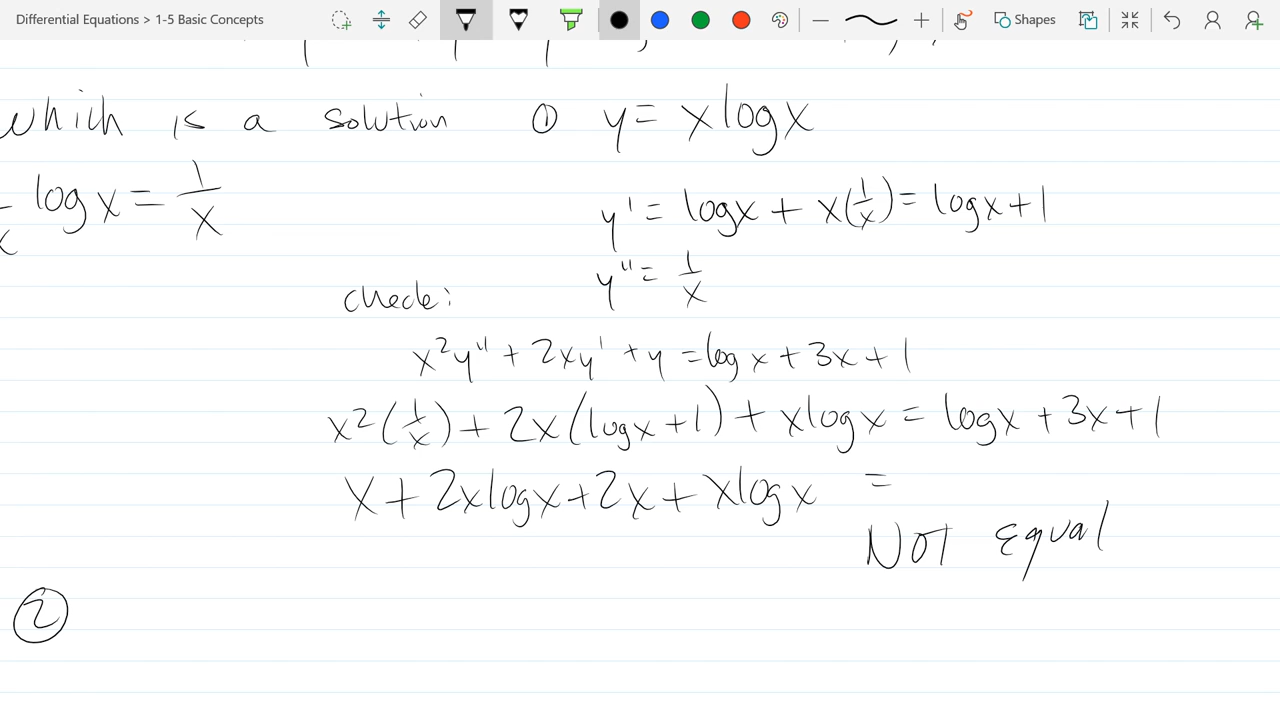 Differential Equations > 1-5 Basic Concepts
Shapes
which is a solution ① y = x log x
log x = 1/x
y' = log x + x(1/x) = log x + 1
y'' = 1/x
check:
x²y'' + 2xy' + y = log x + 3x + 1
x²(1/x) + 2x(log x + 1) + x log x = log x + 3x + 1
x + 2x log x + 2x + x log x =
NOT Equal
②